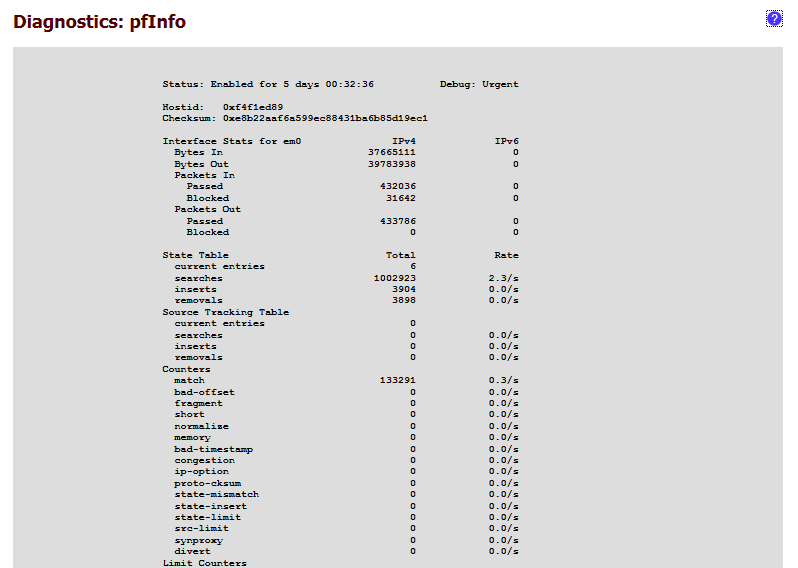 Diagnostics: pfInfo
?
Status: Enabled for 5 days 00:32:36 Debug: Urgent
Hostid: 0xf4f1ed89
Checksum: 0xe8b22aaf6a599ec88431ba6b85d19ec1
Interface Stats for em0 IPv4 IPv6
Bytes In 37665111 0
Bytes Out 39783938 0
Packets In
Passed 432036 0
Blocked 31642 0
Packets Out
Passed 433786 0
Blocked 0 0
State Table Total Rate
current entries 6
searches 1002923 2.3/s
inserts 3904 0.0/s
removals 3898 0.0/s
Source Tracking Table
current entries 0
searches 0 0.0/s
inserts 0 0.0/s
removals 0 0.0/s
Counters
match 133291 0.3/s
bad-offset 0 0.0/s
fragment 0 0.0/s
short 0 0.0/s
normalize 0 0.0/s
memory 0 0.0/s
bad-timestamp 0 0.0/s
congestion 0 0.0/s
ip-option 0 0.0/s
proto-cksum 0 0.0/s
state-mismatch 0 0.0/s
state-insert 0 0.0/s
state-limit 0 0.0/s
src-limit 0 0.0/s
synproxy 0 0.0/s
divert 0 0.0/s
Limit Counters